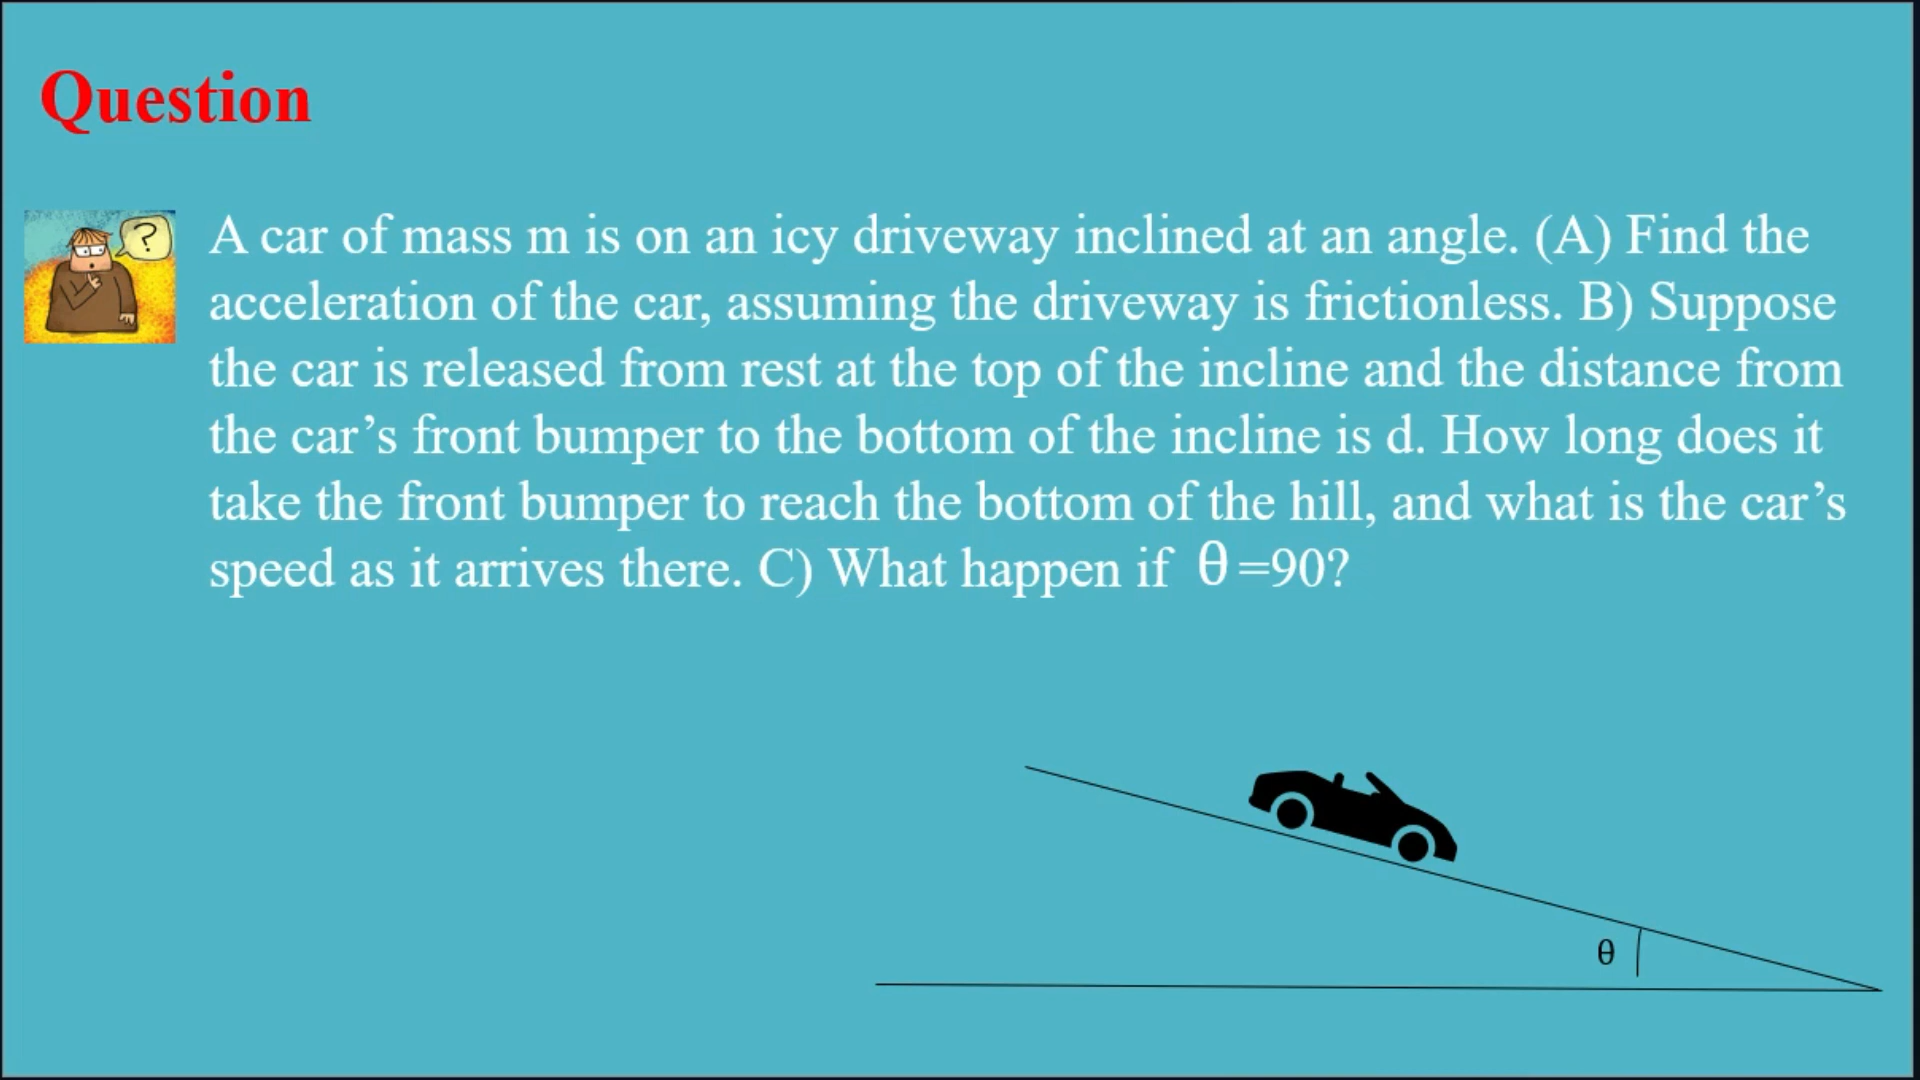 Question
?
A car of mass m is on an icy driveway inclined at an angle. (A) Find the
acceleration of the car, assuming the driveway is frictionless. B) Suppose
the car is released from rest at the top of the incline and the distance from
the car’s front bumper to the bottom of the incline is d. How long does it
take the front bumper to reach the bottom of the hill, and what is the car’s
speed as it arrives there. C) What happen if θ =90?
θ